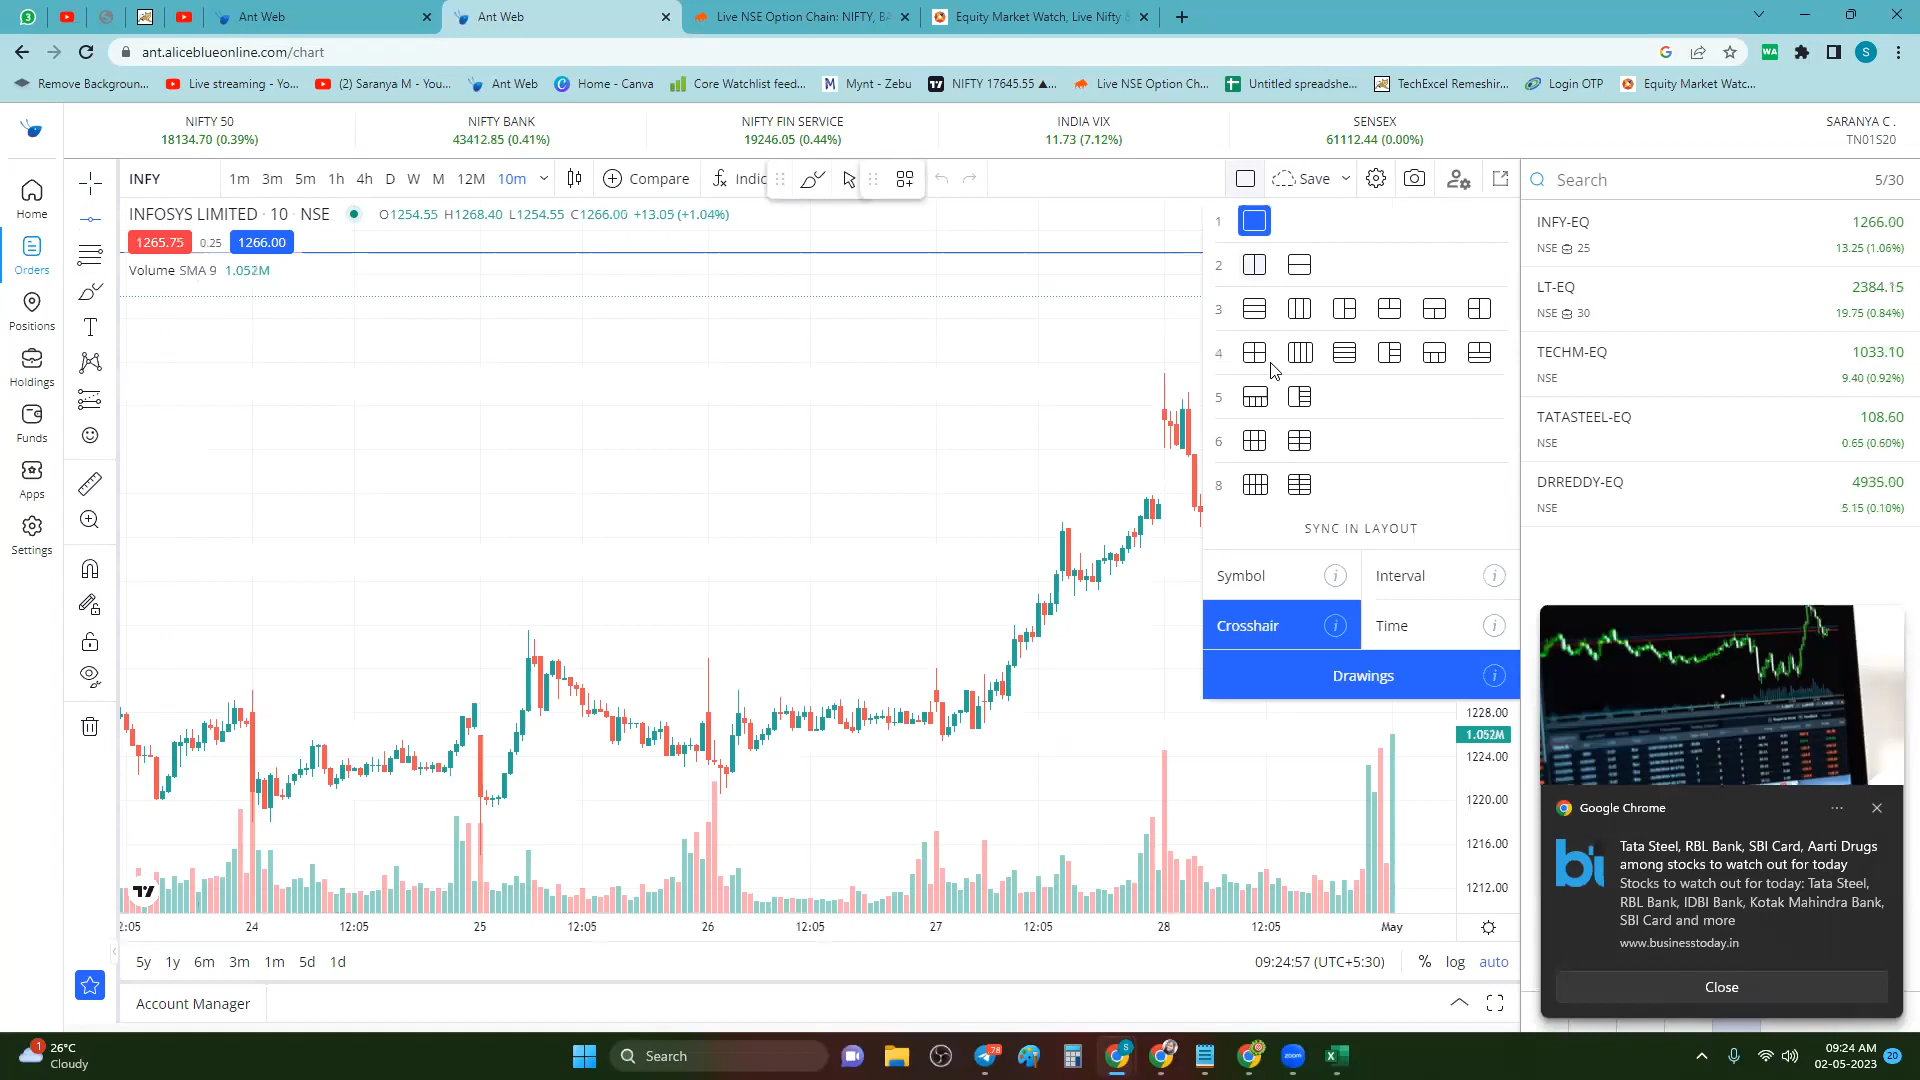 Ant Web
Ant Web
Live NSE Option Chain: NIFTY, BA
Equity Market Watch, Live Nifty
ant.aliceblueonline.com/chart
Remove Backgroun...
Live streaming - Yo...
(2) Saranya M - You...
Ant Web
Home - Canva
Core Watchlist feed...
Mynt - Zebu
NIFTY 17645.55 ▲...
Live NSE Option Ch...
Untitled spreadshe...
TechExcel Remeshir...
Login OTP
Equity Market Watc...
NIFTY 50
18134.70 (0.39%)
NIFTY BANK
43412.85 (0.41%)
NIFTY FIN SERVICE
19246.05 (0.44%)
INDIA VIX
11.73 (7.12%)
SENSEX
61112.44 (0.00%)
SARANYA C .
TN01S20
Home
Orders
Positions
Holdings
Funds
Apps
Settings
INFY
1m 3m 5m 1h 4h D W M 12M 10m
Compare
Indic
Save
INFOSYS LIMITED · 10 · NSE
O1254.55 H1268.40 L1254.55 C1266.00 +13.05 (+1.04%)
1265.75 0.25 1266.00
Volume SMA 9 1.052M
1
2
3
4
5
6
8
SYNC IN LAYOUT
Symbol
Interval
Crosshair
Time
Drawings
1228.00
1.052M
1224.00
1220.00
1216.00
1212.00
2:05 24 12:05 25 12:05 26 12:05 27 12:05 28 12:05 May
5y 1y 6m 3m 1m 5d 1d
09:24:57 (UTC+5:30)
% log auto
Account Manager
Search
5/30
INFY-EQ 1266.00
NSE 25 13.25 (1.06%)
LT-EQ 2384.15
NSE 30 19.75 (0.84%)
TECHM-EQ 1033.10
NSE 9.40 (0.92%)
TATASTEEL-EQ 108.60
NSE 0.65 (0.60%)
DRREDDY-EQ 4935.00
NSE 5.15 (0.10%)
Google Chrome
bt
Tata Steel, RBL Bank, SBI Card, Aarti Drugs
among stocks to watch out for today
Stocks to watch out for today: Tata Steel,
RBL Bank, IDBI Bank, Kotak Mahindra Bank,
SBI Card and more
www.businesstoday.in
Close
26°C
Cloudy
Search
78
zoom
09:24 AM
02-05-2023
20